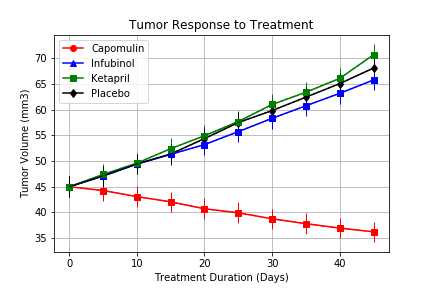 Tumor Response to Treatment
Capomulin
Infubinol
Ketapril
Placebo
70
65
60
55
50
45
40
35
Tumor Volume (mm3)
0
10
20
30
40
Treatment Duration (Days)